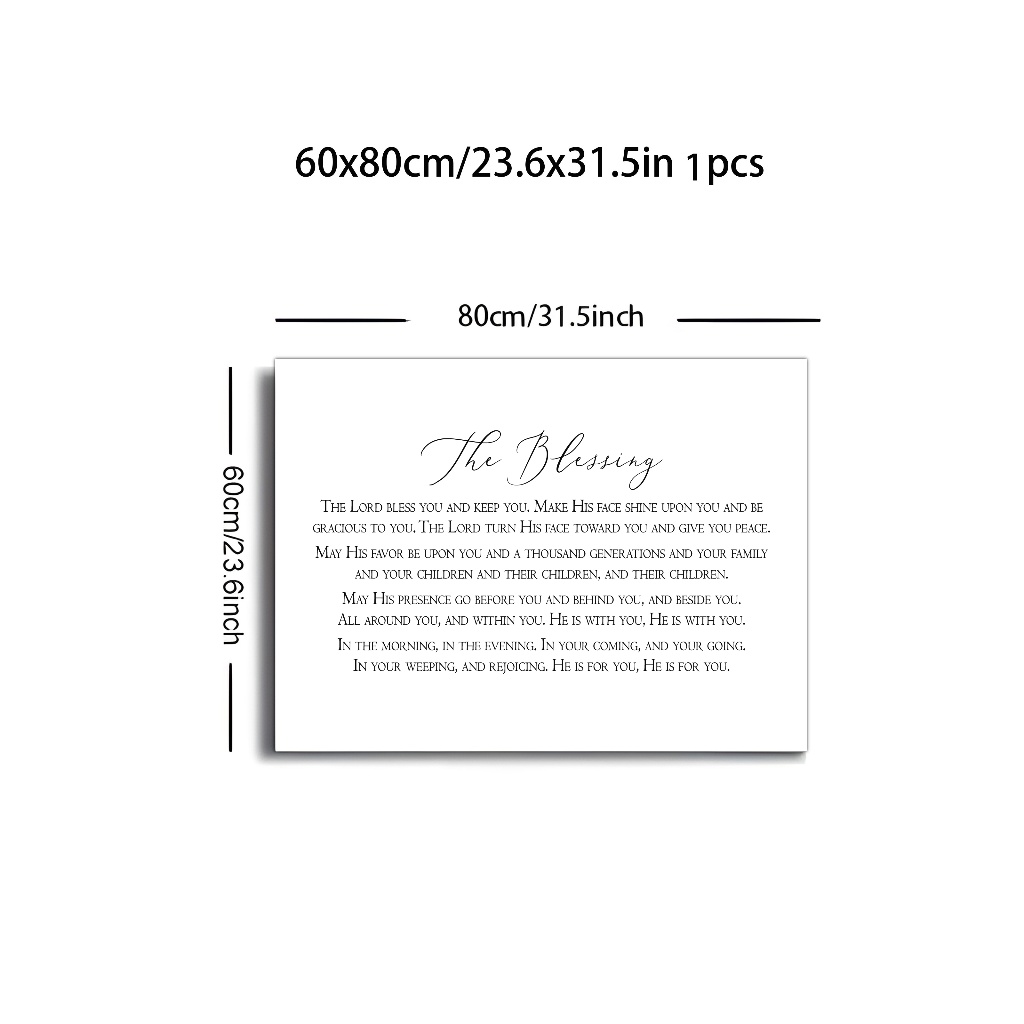 60x80cm/23.6x31.5in 1pcs
80cm/31.5inch
60cm/23.6inch
The Blessing
The Lord bless you and keep you. Make His face shine upon you and be
gracious to you. The Lord turn His face toward you and give you peace.
May His favor be upon you and a thousand generations and your family
and your children and their children, and their children.
May His presence go before you and behind you, and beside you.
All around you, and within you. He is with you, He is with you.
In the morning, in the evening. In your coming, and your going.
In your weeping, and rejoicing. He is for you, He is for you.